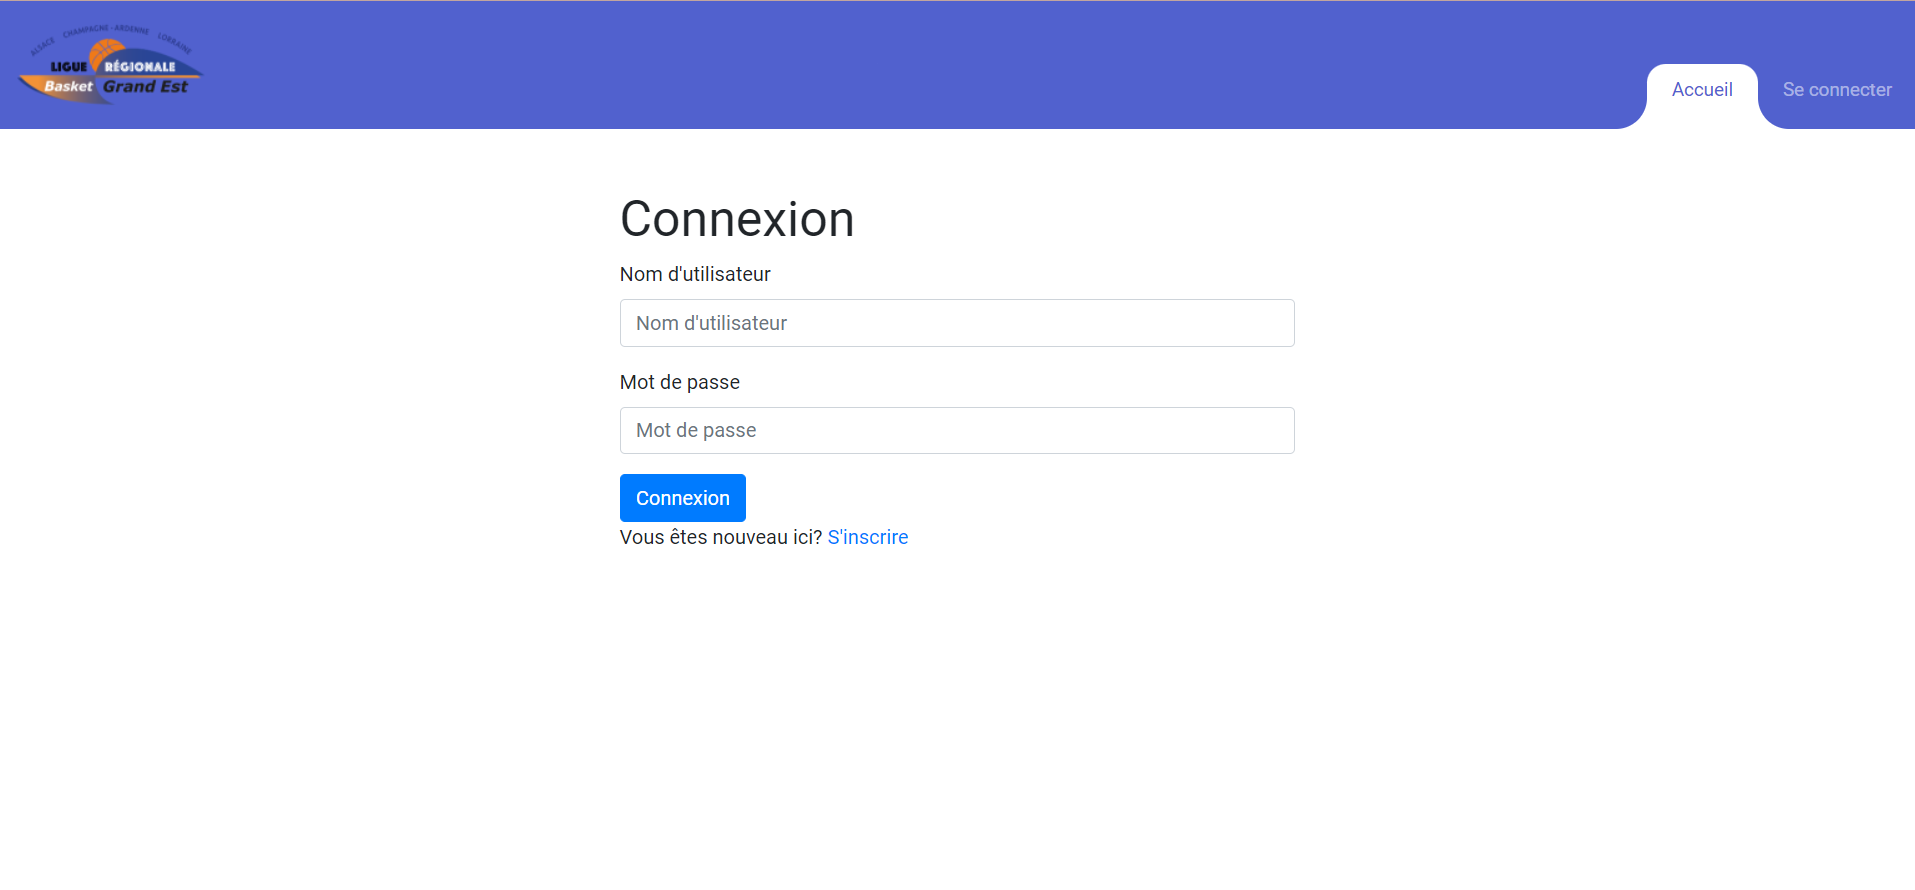 ALSACE CHAMPAGNE - ARDENNE LORRAINE
LIGUE RÉGIONALE
Basket Grand Est
Accueil
Se connecter
Connexion
Nom d'utilisateur
Nom d'utilisateur
Mot de passe
Mot de passe
Connexion
Vous êtes nouveau ici? S'inscrire